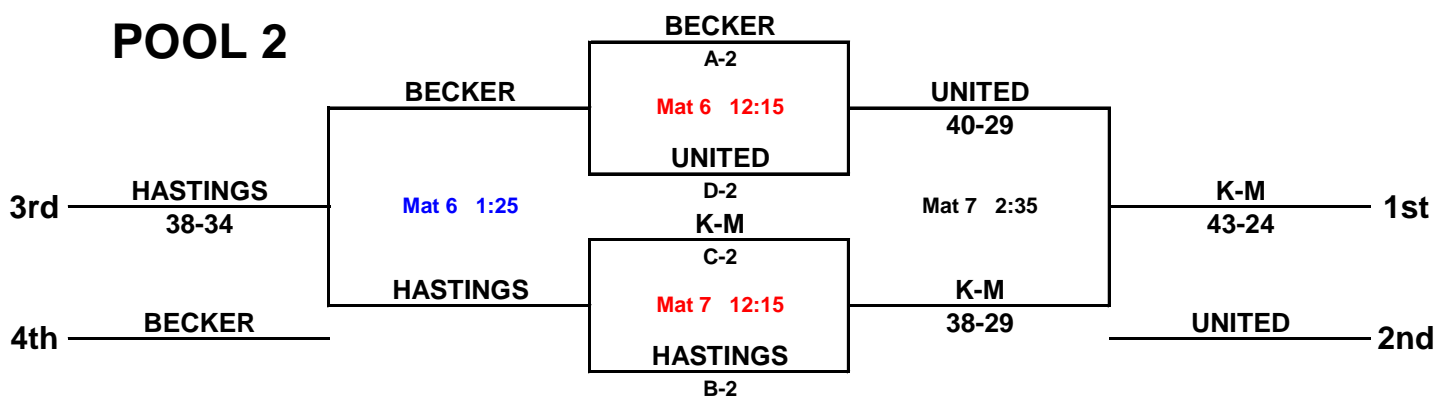 POOL 2
BECKER
A-2
BECKER
Mat 6 12:15
UNITED
40-29
UNITED
D-2
3rd
HASTINGS
38-34
Mat 6 1:25
Mat 7 2:35
K-M
43-24
1st
K-M
C-2
HASTINGS
Mat 7 12:15
K-M
38-29
4th
BECKER
UNITED
2nd
HASTINGS
B-2